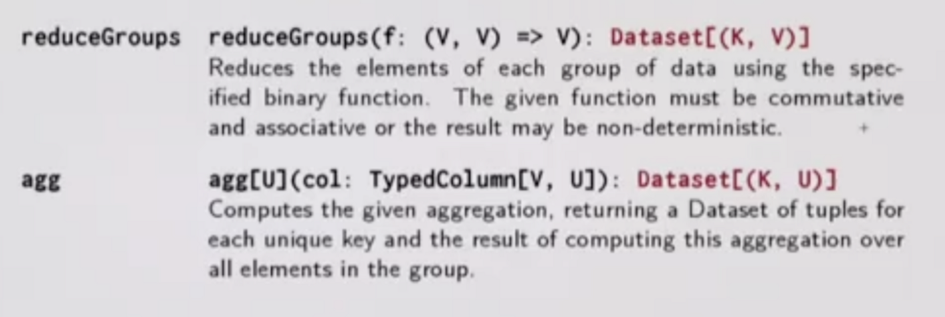 reduceGroups reduceGroups(f: (V, V) => V): Dataset[(K, V)]
Reduces the elements of each group of data using the spec-
ified binary function. The given function must be commutative
and associative or the result may be non-deterministic.
agg agg[U](col: TypedColumn[V, U]): Dataset[(K, U)]
Computes the given aggregation, returning a Dataset of tuples for
each unique key and the result of computing this aggregation over
all elements in the group.